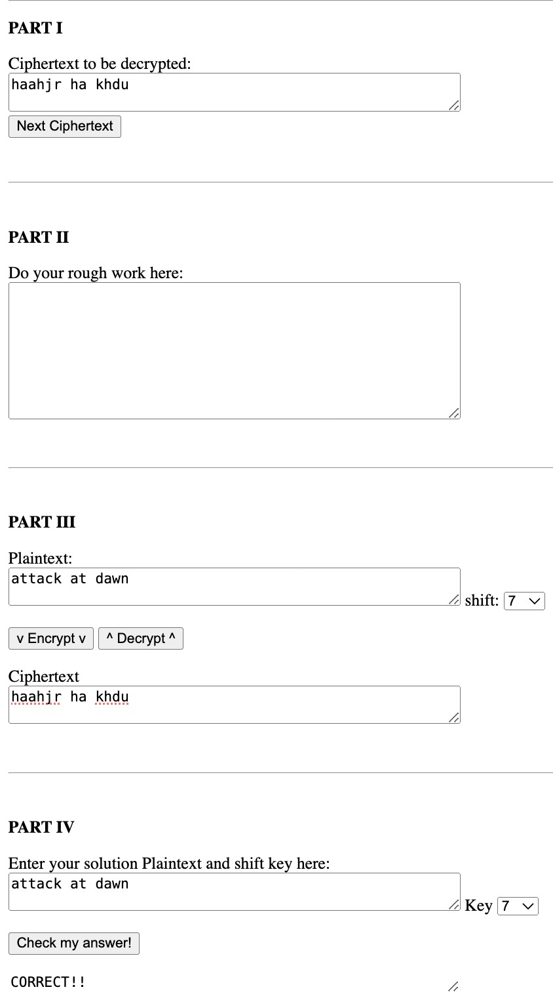 PART I
Ciphertext to be decrypted:
haahjr ha khdu
Next Ciphertext
PART II
Do your rough work here:
PART III
Plaintext:
attack at dawn
shift: 7
v Encrypt v ^ Decrypt ^
Ciphertext
haahjr ha khdu
PART IV
Enter your solution Plaintext and shift key here:
attack at dawn
Key 7
Check my answer!
CORRECT!!